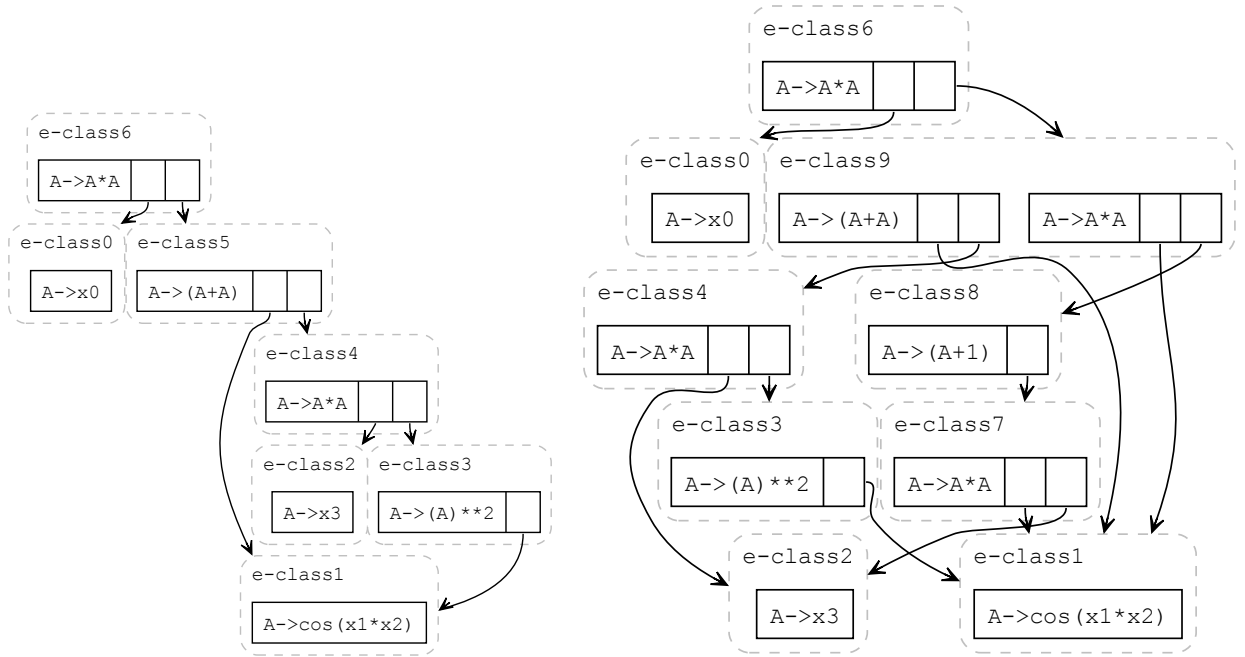 e-class6
A->A*A
e-class0
e-class5
A->x0
A->(A+A)
e-class4
A->A*A
e-class2
e-class3
A->x3
A->(A)**2
e-class1
A->cos(x1*x2)
e-class6
A->A*A
e-class0
e-class9
A->x0
A->(A+A)
A->A*A
e-class4
e-class8
A->A*A
A->(A+1)
e-class3
e-class7
A->(A)**2
A->A*A
e-class2
e-class1
A->x3
A->cos(x1*x2)